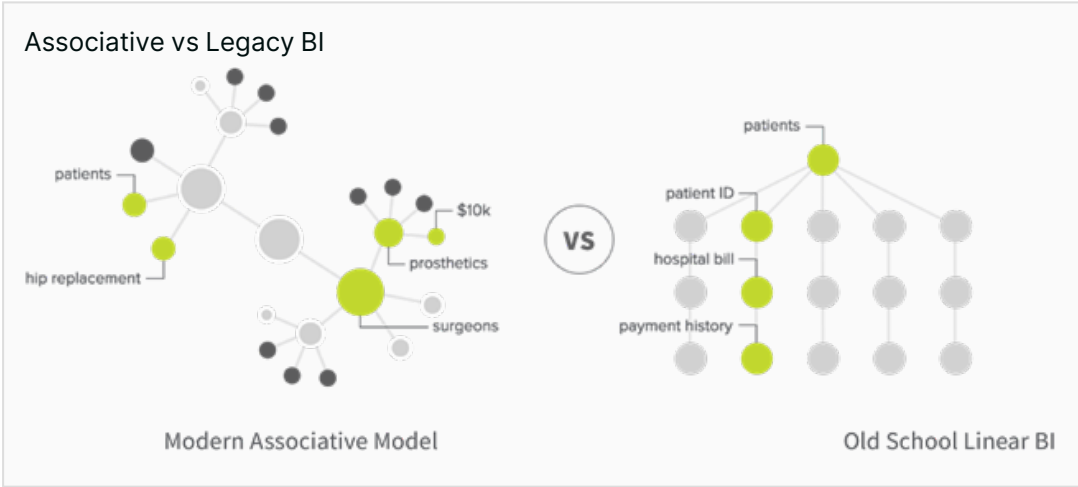 Associative vs Legacy BI
patients
hip replacement
$10k
prosthetics
surgeons
Modern Associative Model
VS
patients
patient ID
hospital bill
payment history
Old School Linear BI